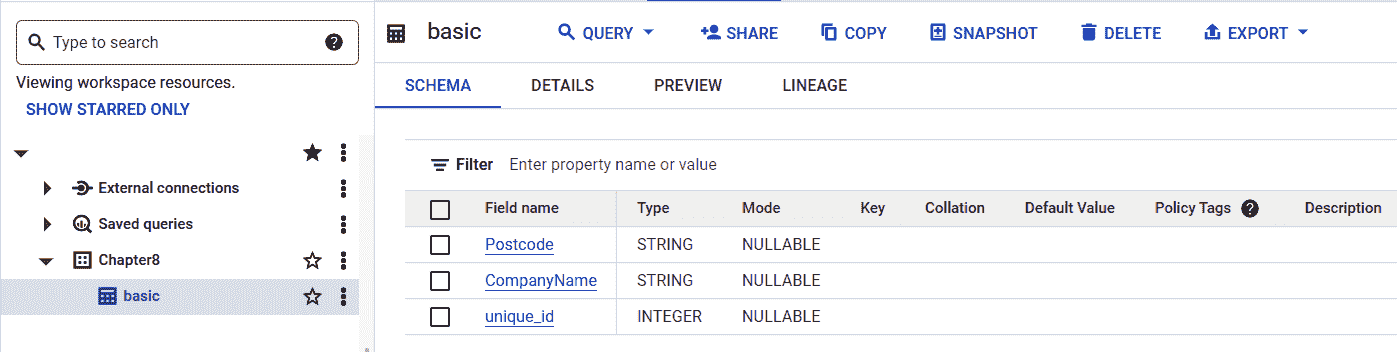 Type to search
?
Viewing workspace resources.
SHOW STARRED ONLY
External connections
Saved queries
Chapter8
basic
basic
QUERY
SHARE
COPY
SNAPSHOT
DELETE
EXPORT
SCHEMA DETAILS PREVIEW LINEAGE
Filter Enter property name or value
Field name Type Mode Key Collation Default Value Policy Tags ? Description
Postcode STRING NULLABLE
CompanyName STRING NULLABLE
unique_id INTEGER NULLABLE